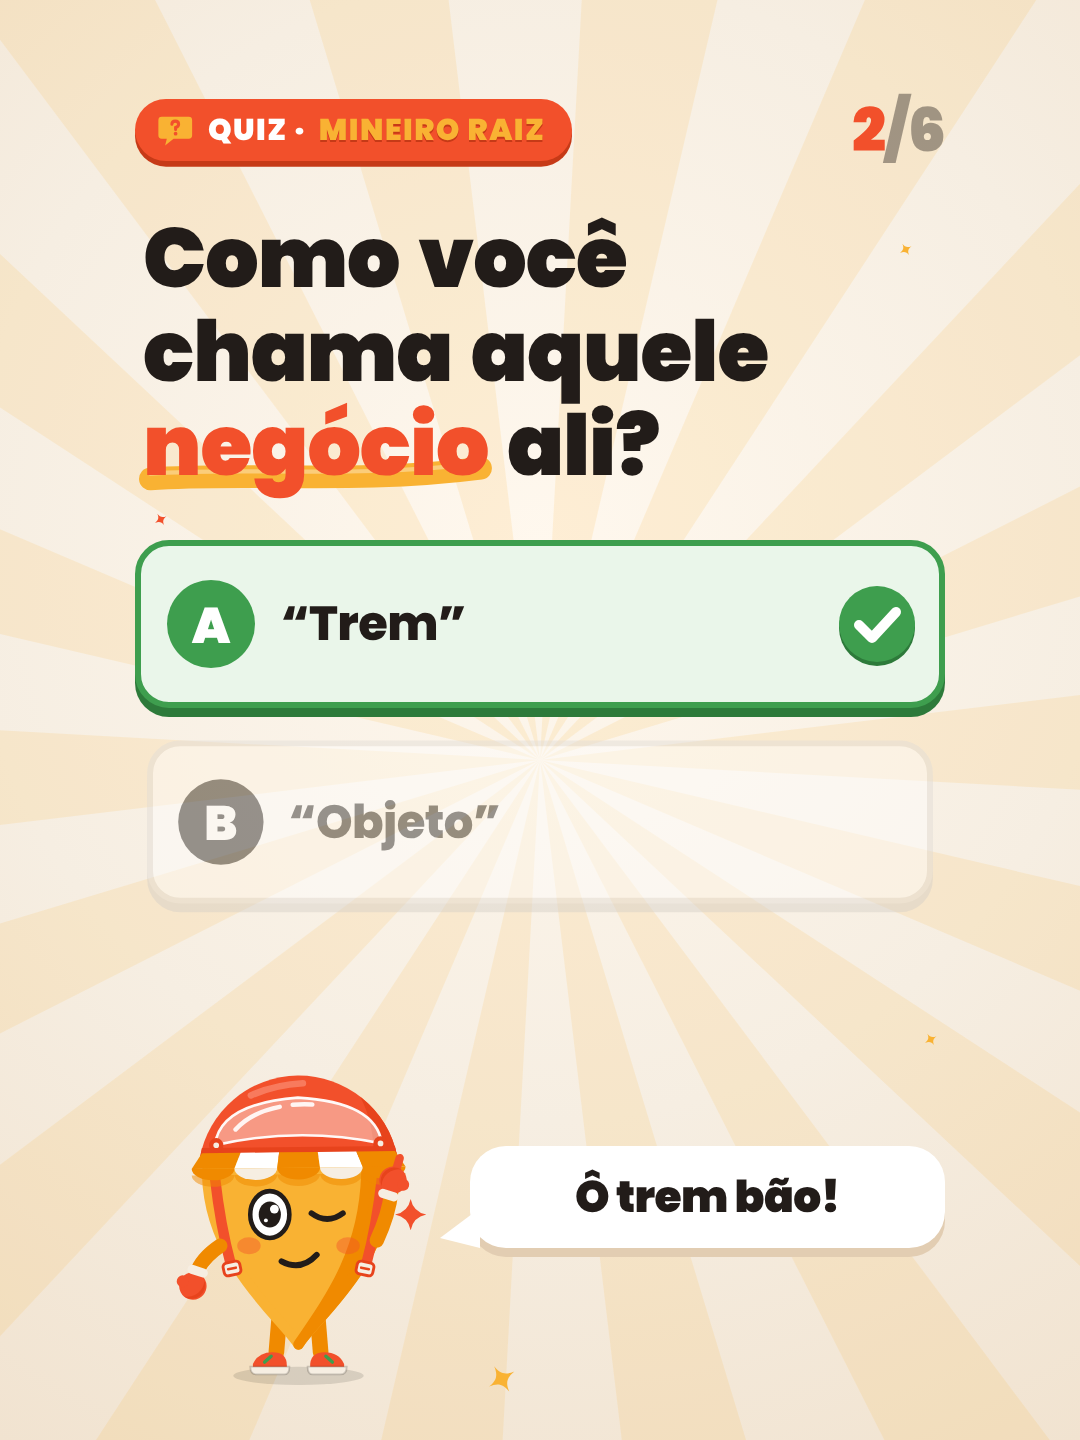 ? QUIZ · MINEIRO RAIZ
2/6
Como você
chama aquele
negócio ali?
A “Trem”
B “Objeto”
Ô trem bão!